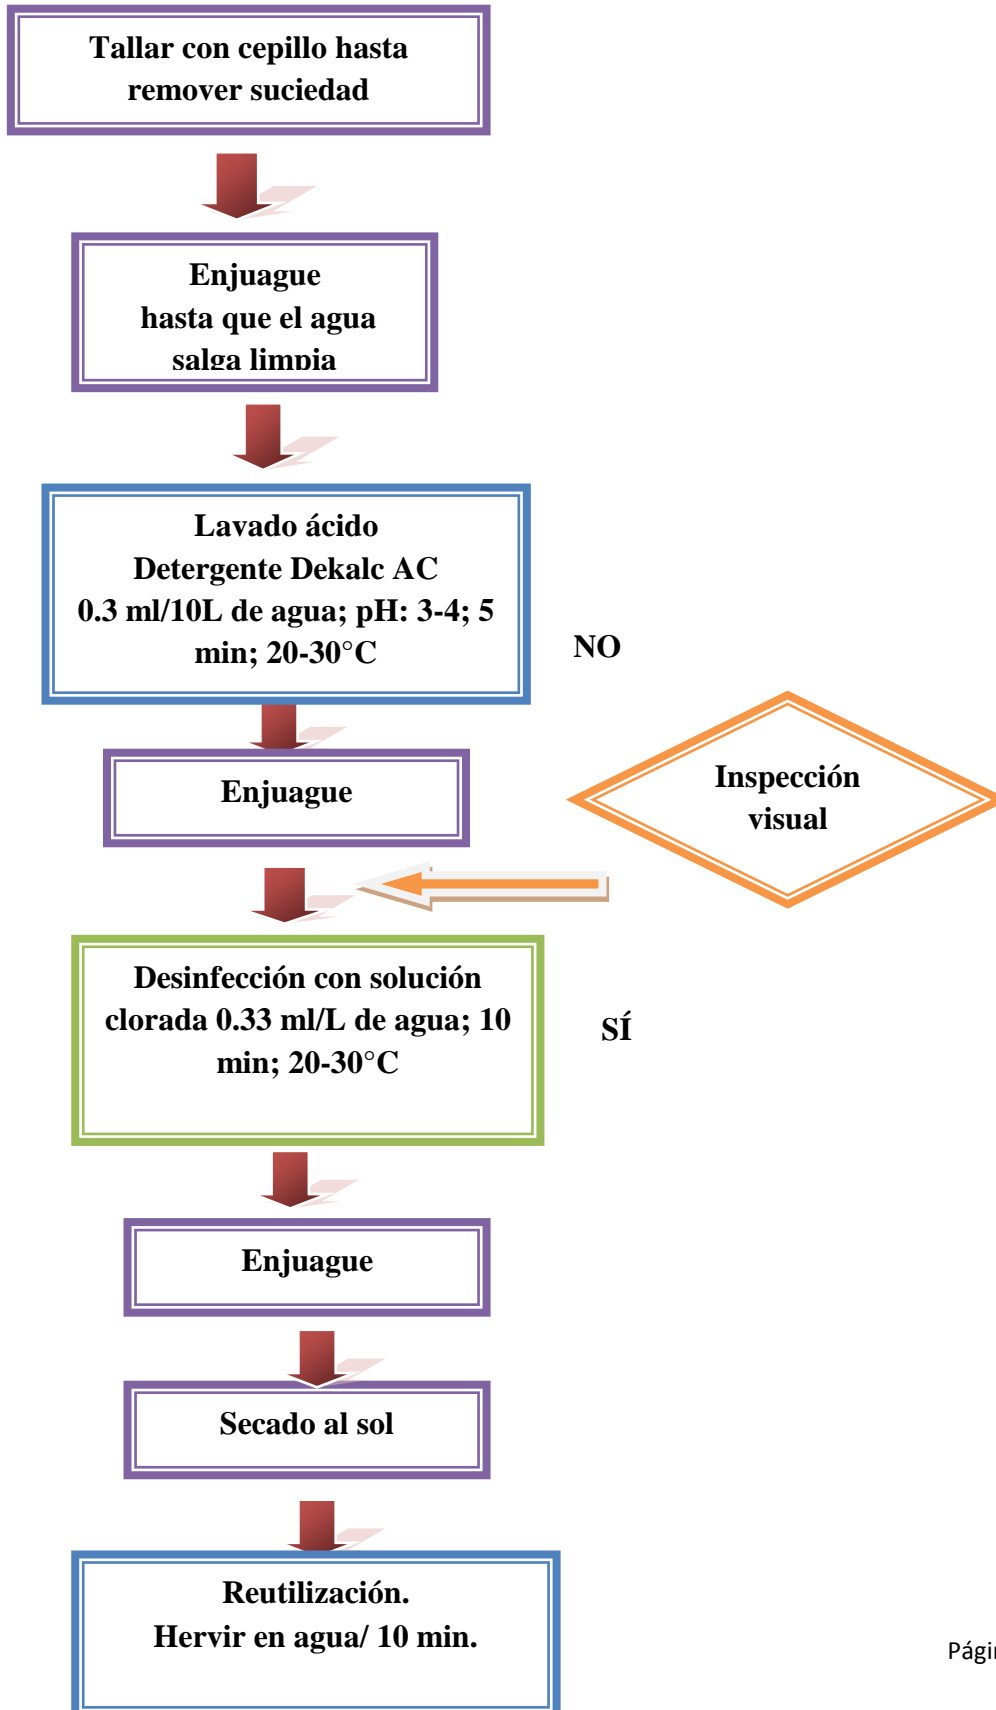 Tallar con cepillo hasta
remover suciedad
Enjuague
hasta que el agua
salga limpia
Lavado ácido
Detergente Dekalc AC
0.3 ml/10L de agua; pH: 3-4; 5
min; 20-30°C
NO
Enjuague
Inspección
visual
Desinfección con solución
clorada 0.33 ml/L de agua; 10
min; 20-30°C
SÍ
Enjuague
Secado al sol
Reutilización.
Hervir en agua/ 10 min.